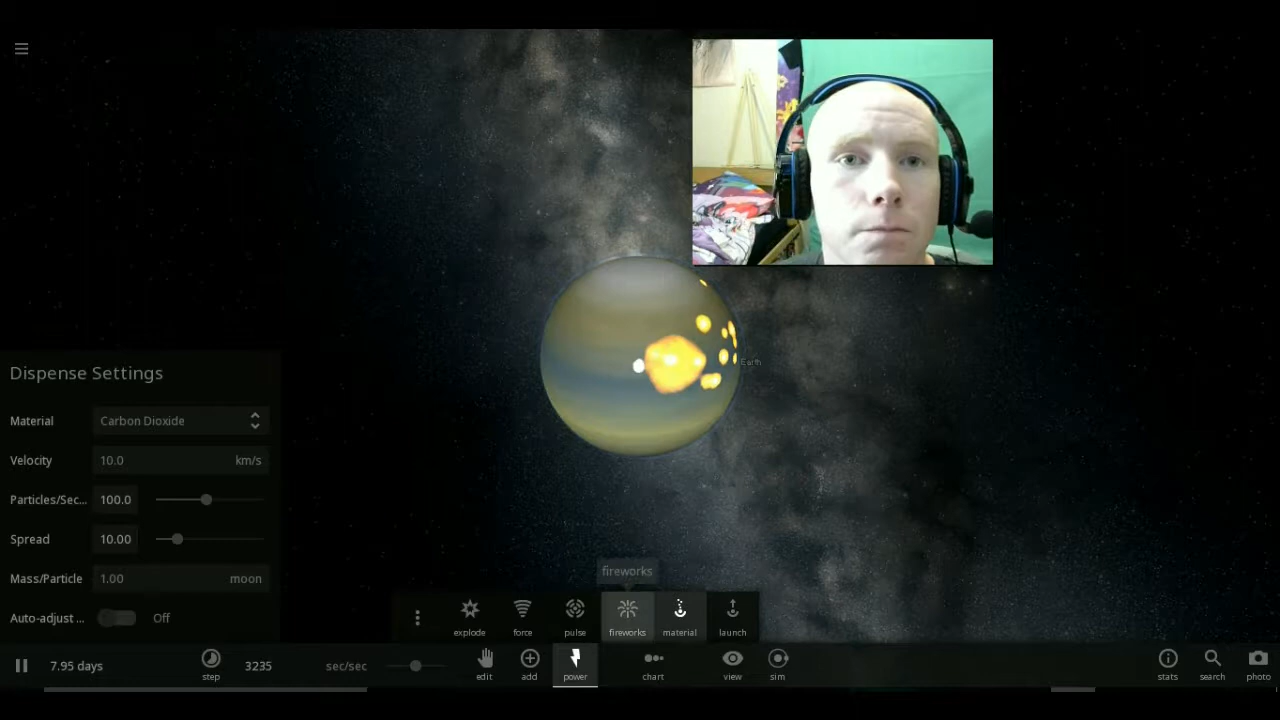 Earth
Dispense Settings
Material Carbon Dioxide
Velocity 10.0 km/s
Particles/Sec... 100.0
Spread 10.00
Mass/Particle 1.00 moon
Auto-adjust ... Off
fireworks
explode force pulse fireworks material launch
7.95 days step 3235 sec/sec edit add power chart view sim stats search photo